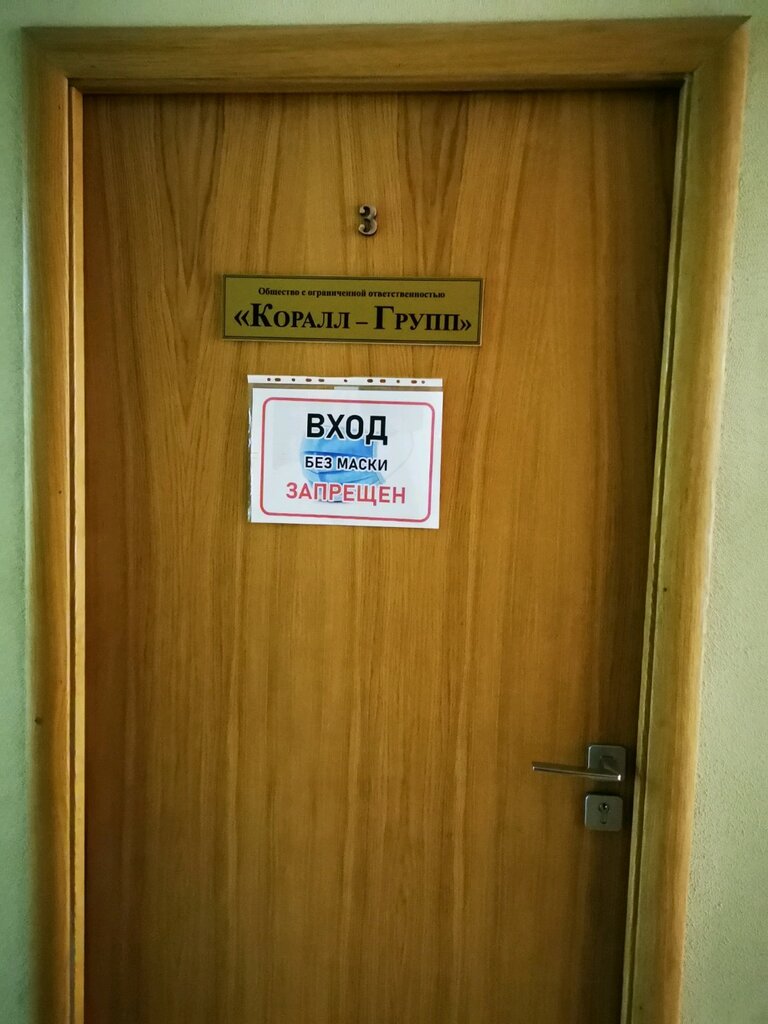 3
Общество с ограниченной ответственностью
«Коралл – Групп»
ВХОД
БЕЗ МАСКИ
ЗАПРЕЩЕН